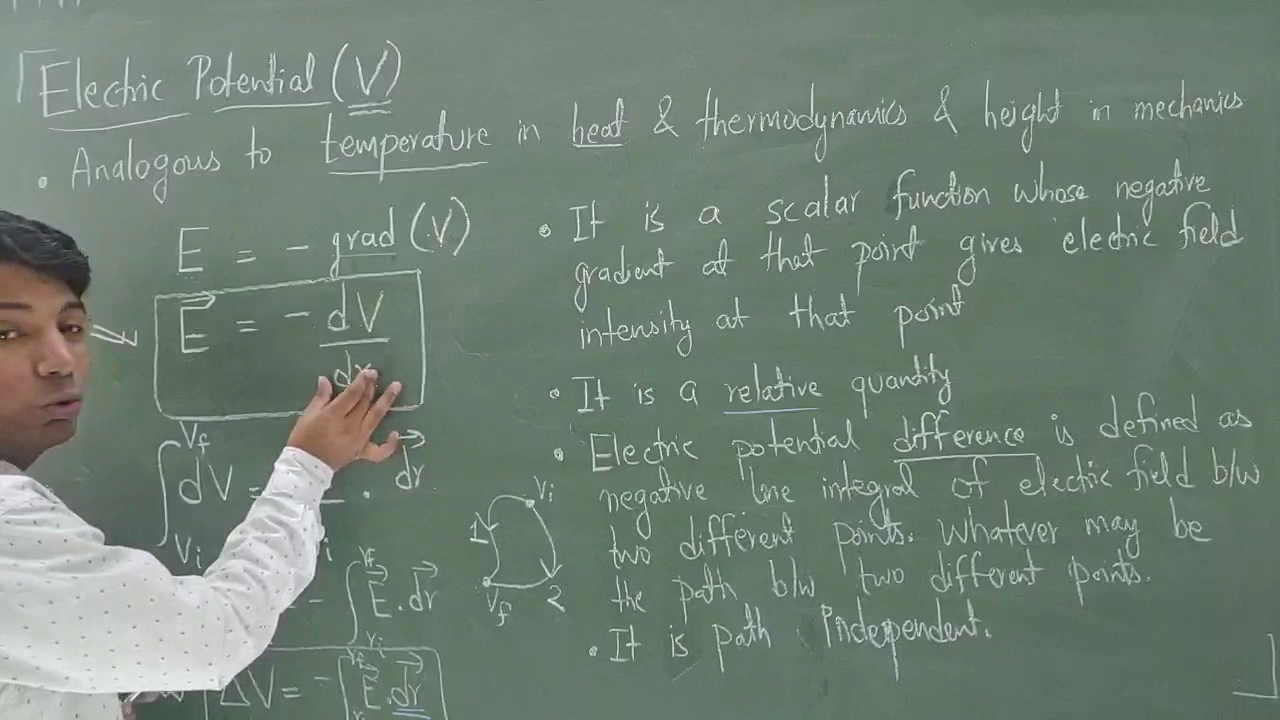 Electric Potential (V)
• Analogous to temperature in heat & thermodynamics & height in mechanics
E = - grad (V)
E = - dV
dr
Vf
dV = . dr
Vi
Vf
= - E . dr
ri
ΔV = - E . dr
Vi
1
Vf 2
• It is a scalar function whose negative
gradient at that point gives electric field
intensity at that point
• It is a relative quantity
• Electric potential difference is defined as
negative line integral of electric field b/w
two different points. Whatever may be
the path b/w two different points.
• It is path Independent.